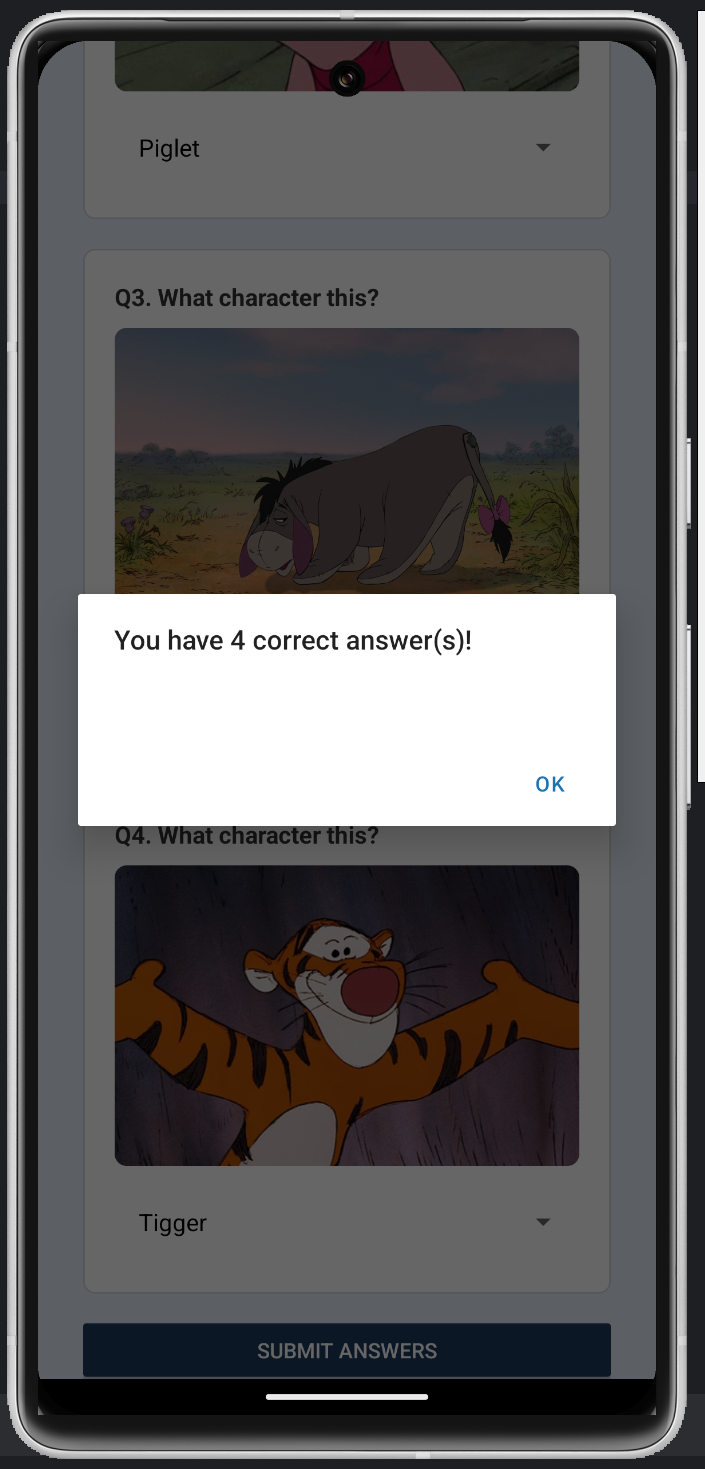 Piglet
Q3. What character this?
You have 4 correct answer(s)!
OK
Q4. What character this?
Tigger
SUBMIT ANSWERS